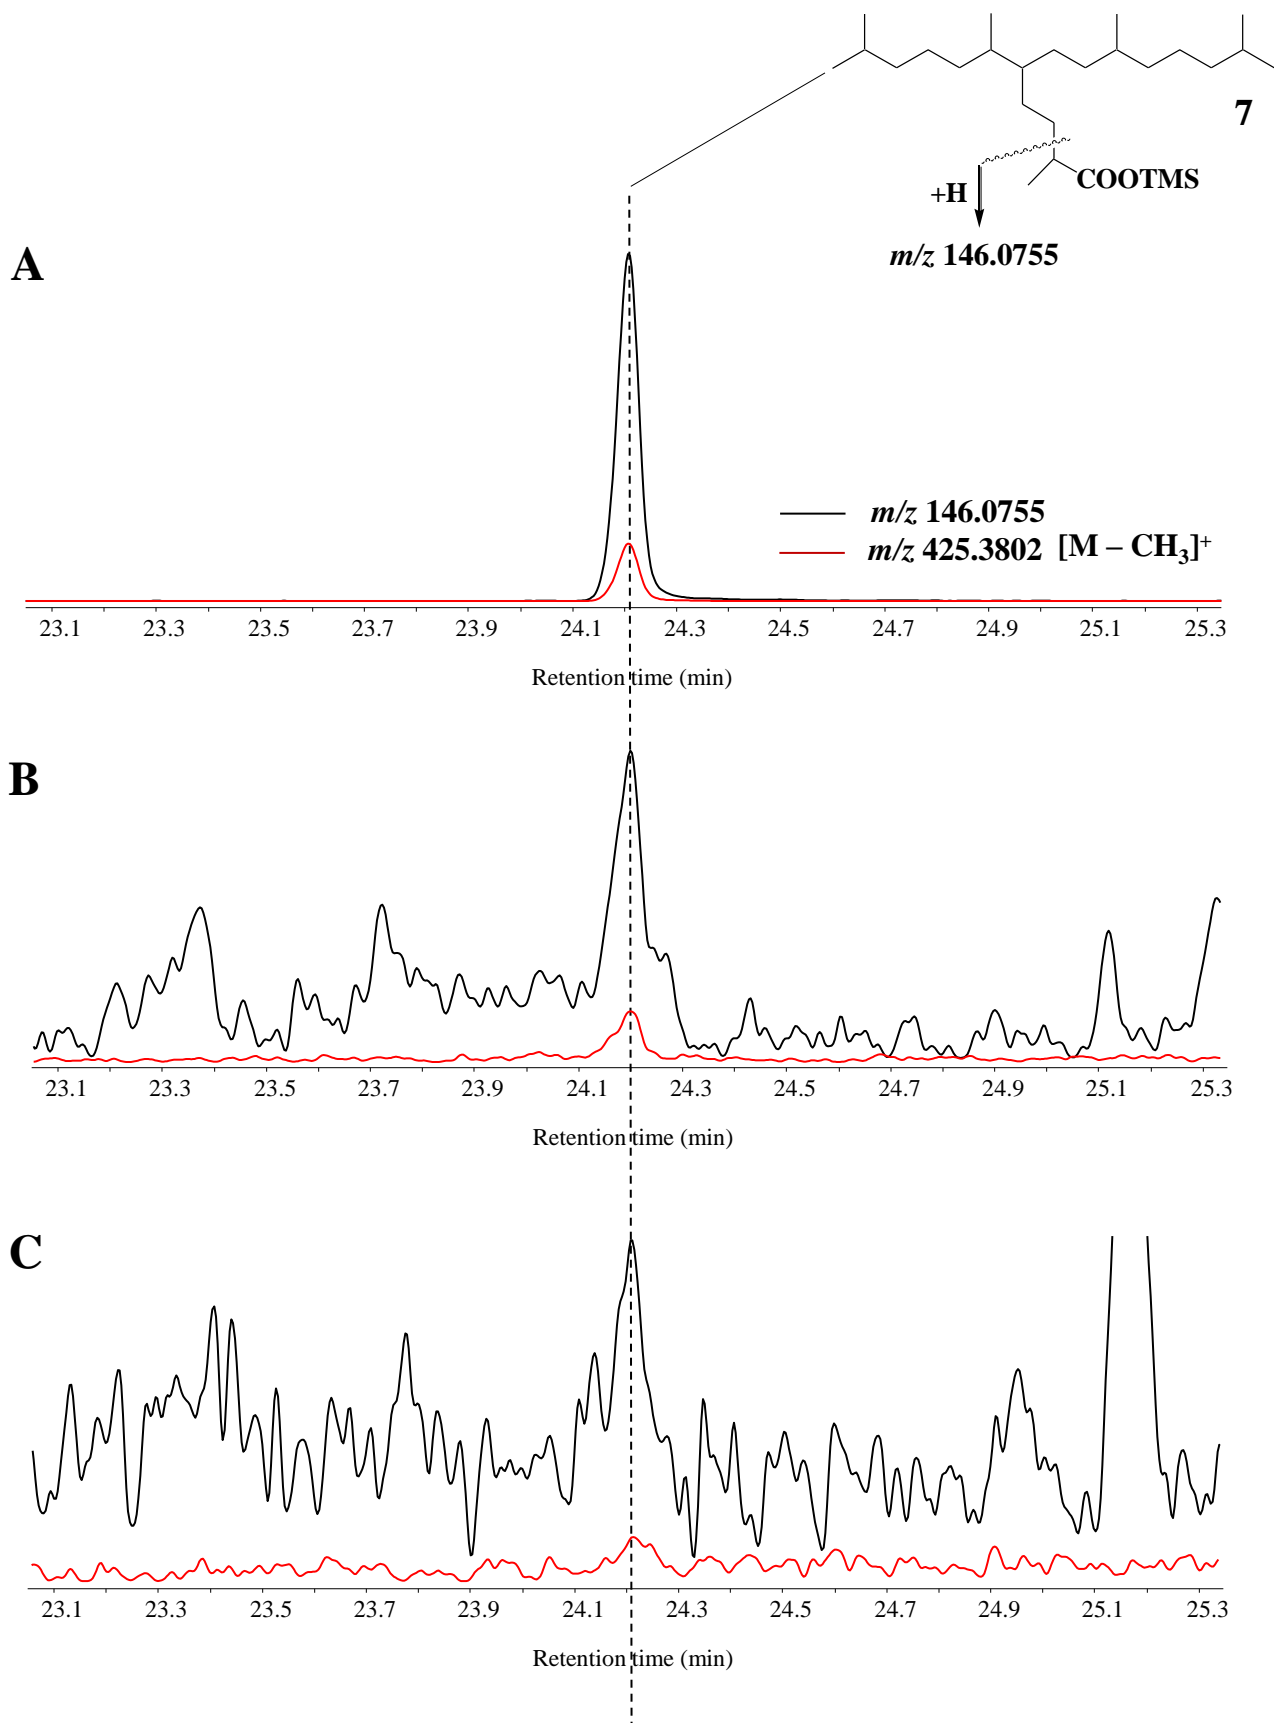 7
COOTMS
+H
m/z 146.0755
A
m/z 146.0755
m/z 425.3802 [M – CH₃]⁺
23.1 23.3 23.5 23.7 23.9 24.1 24.3 24.5 24.7 24.9 25.1 25.3
Retention time (min)
B
23.1 23.3 23.5 23.7 23.9 24.1 24.3 24.5 24.7 24.9 25.1 25.3
Retention time (min)
C
23.1 23.3 23.5 23.7 23.9 24.1 24.3 24.5 24.7 24.9 25.1 25.3
Retention time (min)